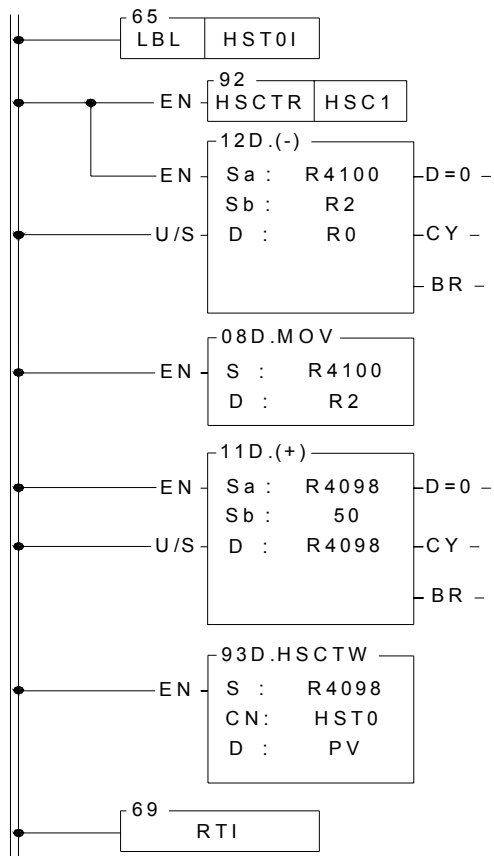 65
LBL HST0I
92
EN HSCTR HSC1
12D.(-)
EN Sa : R4100 D=0
Sb : R2
U/S D : R0 CY
BR
08D.MOV
EN S : R4100
D : R2
11D.(+)
EN Sa : R4098 D=0
Sb : 50
U/S D : R4098 CY
BR
93D.HSCTW
EN S : R4098
CN: HST0
D : PV
69
RTI